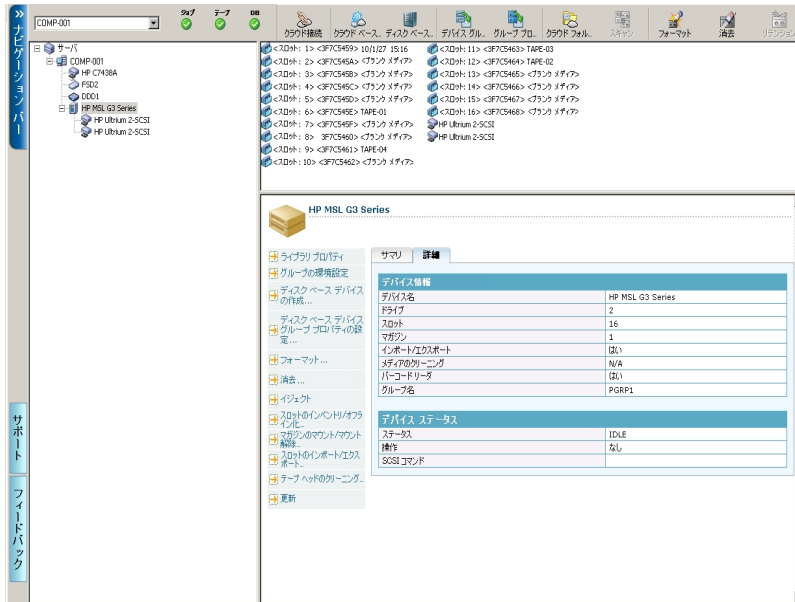 COMP-001
ジョブ テープ DB
クラウド接続 クラウド ベース.. ディスク ベース.. デバイス グル.. グループ プロ.. クラウド フォル.. スキャン フォーマット 消去 リテンション
ナビゲーション バー
サーバ
COMP-001
HP C7438A
FSD2
DDD1
HP MSL G3 Series
HP Ultrium 2-SCSI
HP Ultrium 2-SCSI
<スロット: 1> <3F7C5459> 10/1/27 15:16
<スロット: 2> <3F7C545A> <ブランク メディア>
<スロット: 3> <3F7C545B> <ブランク メディア>
<スロット: 4> <3F7C545C> <ブランク メディア>
<スロット: 5> <3F7C545D> <ブランク メディア>
<スロット: 6> <3F7C545E> TAPE-01
<スロット: 7> <3F7C545F> <ブランク メディア>
<スロット: 8> 3F7C5460> <ブランク メディア>
<スロット: 9> <3F7C5461> TAPE-04
<スロット: 10> <3F7C5462> <ブランク メディア>
<スロット: 11> <3F7C5463> TAPE-03
<スロット: 12> <3F7C5464> TAPE-02
<スロット: 13> <3F7C5465> <ブランク メディア>
<スロット: 14> <3F7C5466> <ブランク メディア>
<スロット: 15> <3F7C5467> <ブランク メディア>
<スロット: 16> <3F7C5468> <ブランク メディア>
HP Ultrium 2-SCSI
HP Ultrium 2-SCSI
HP MSL G3 Series
ライブラリ プロパティ
グループの環境設定
ディスク ベース デバイス
の作成...
ディスク ベース デバイス
グループ プロパティの設
定...
フォーマット...
消去...
イジェクト
スロットのインベントリ/オフラ
イン化..
マガジンのマウント/マウント
解除..
スロットのインポート/エクス
ポート..
テープ ヘッドのクリーニング..
更新
サマリ 詳細
デバイス情報
デバイス名 HP MSL G3 Series
ドライブ 2
スロット 16
マガジン 1
インポート/エクスポート はい
メディアのクリーニング N/A
バーコード リーダ はい
グループ名 PGRP1
デバイス ステータス
ステータス IDLE
操作 なし
SCSI コマンド
サポート
フィードバック